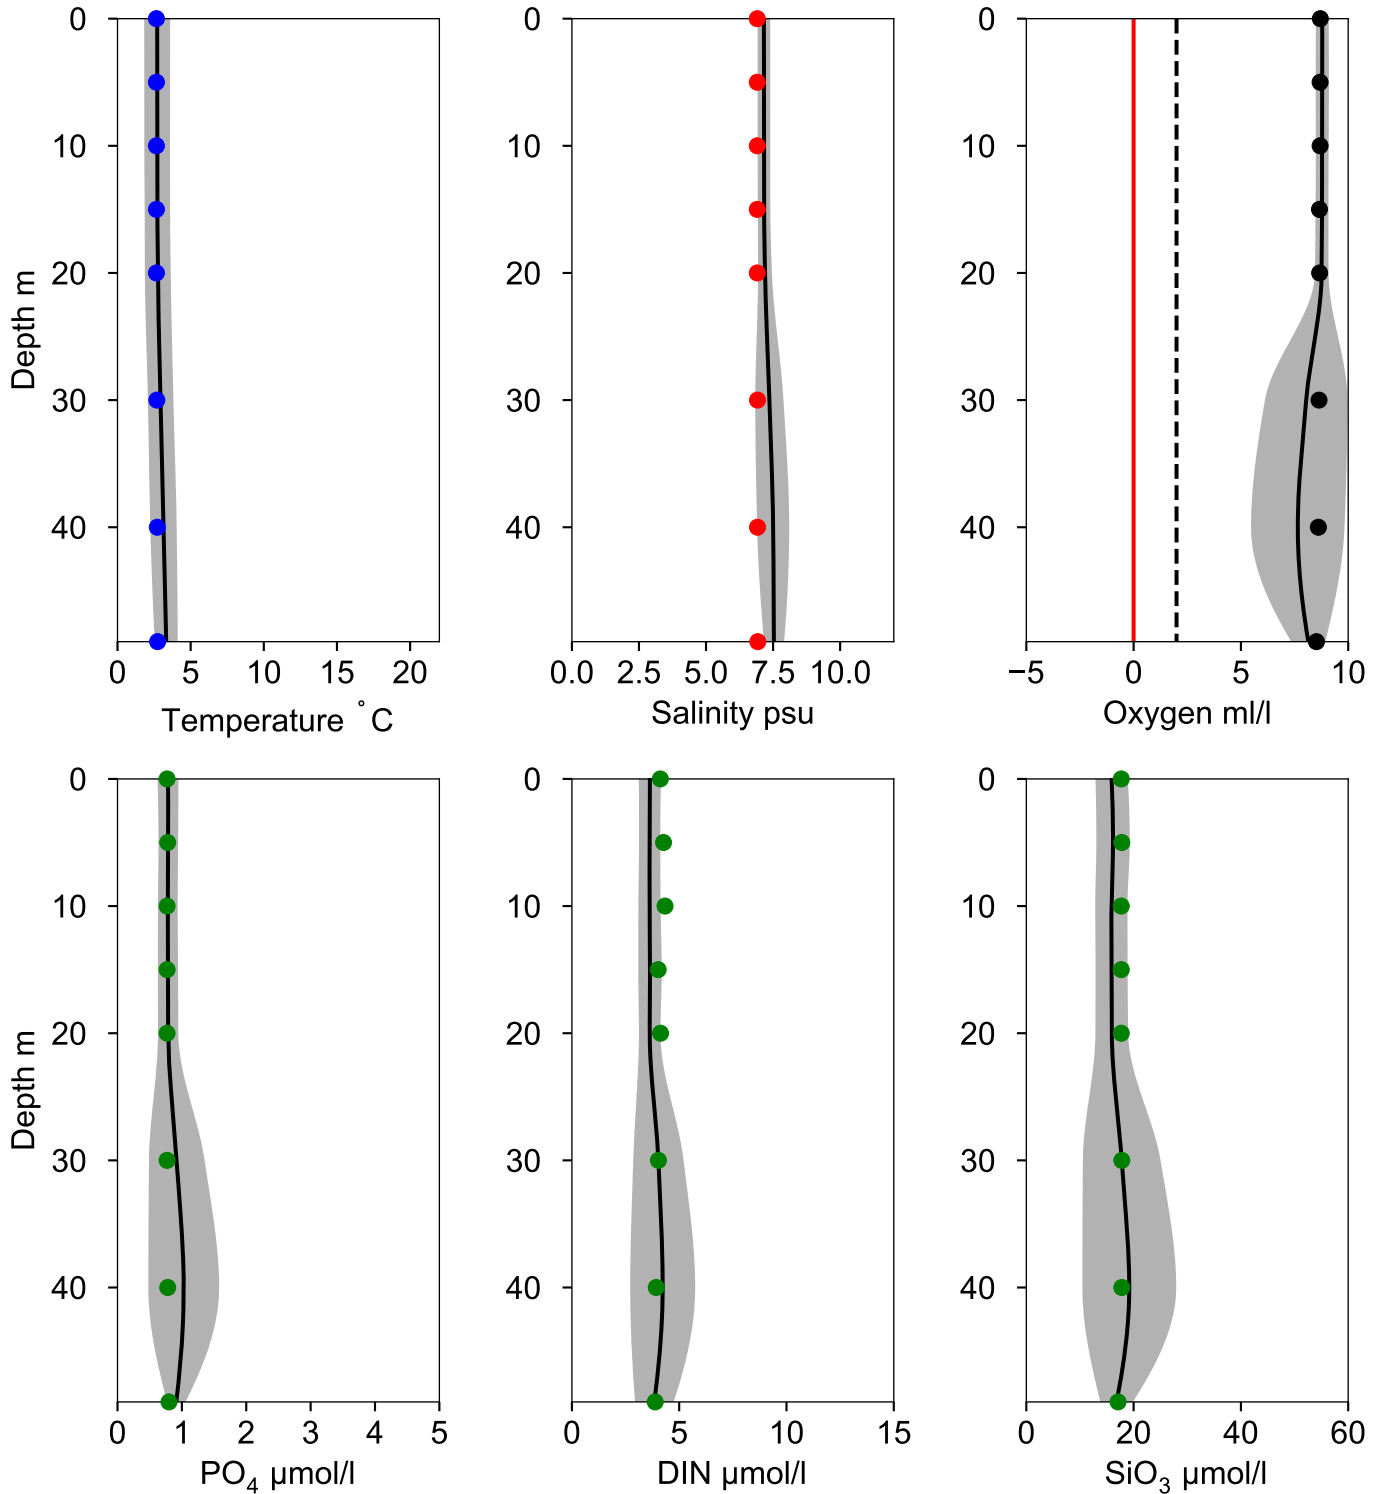 0
10
20
30
40
Depth m
0 5 10 15 20
Temperature °C
0
10
20
30
40
0.0 2.5 5.0 7.5 10.0
Salinity psu
0
10
20
30
40
−5 0 5 10
Oxygen ml/l
0
10
20
30
40
Depth m
0 1 2 3 4 5
PO₄ µmol/l
0
10
20
30
40
0 5 10 15
DIN µmol/l
0
10
20
30
40
0 20 40 60
SiO₃ µmol/l